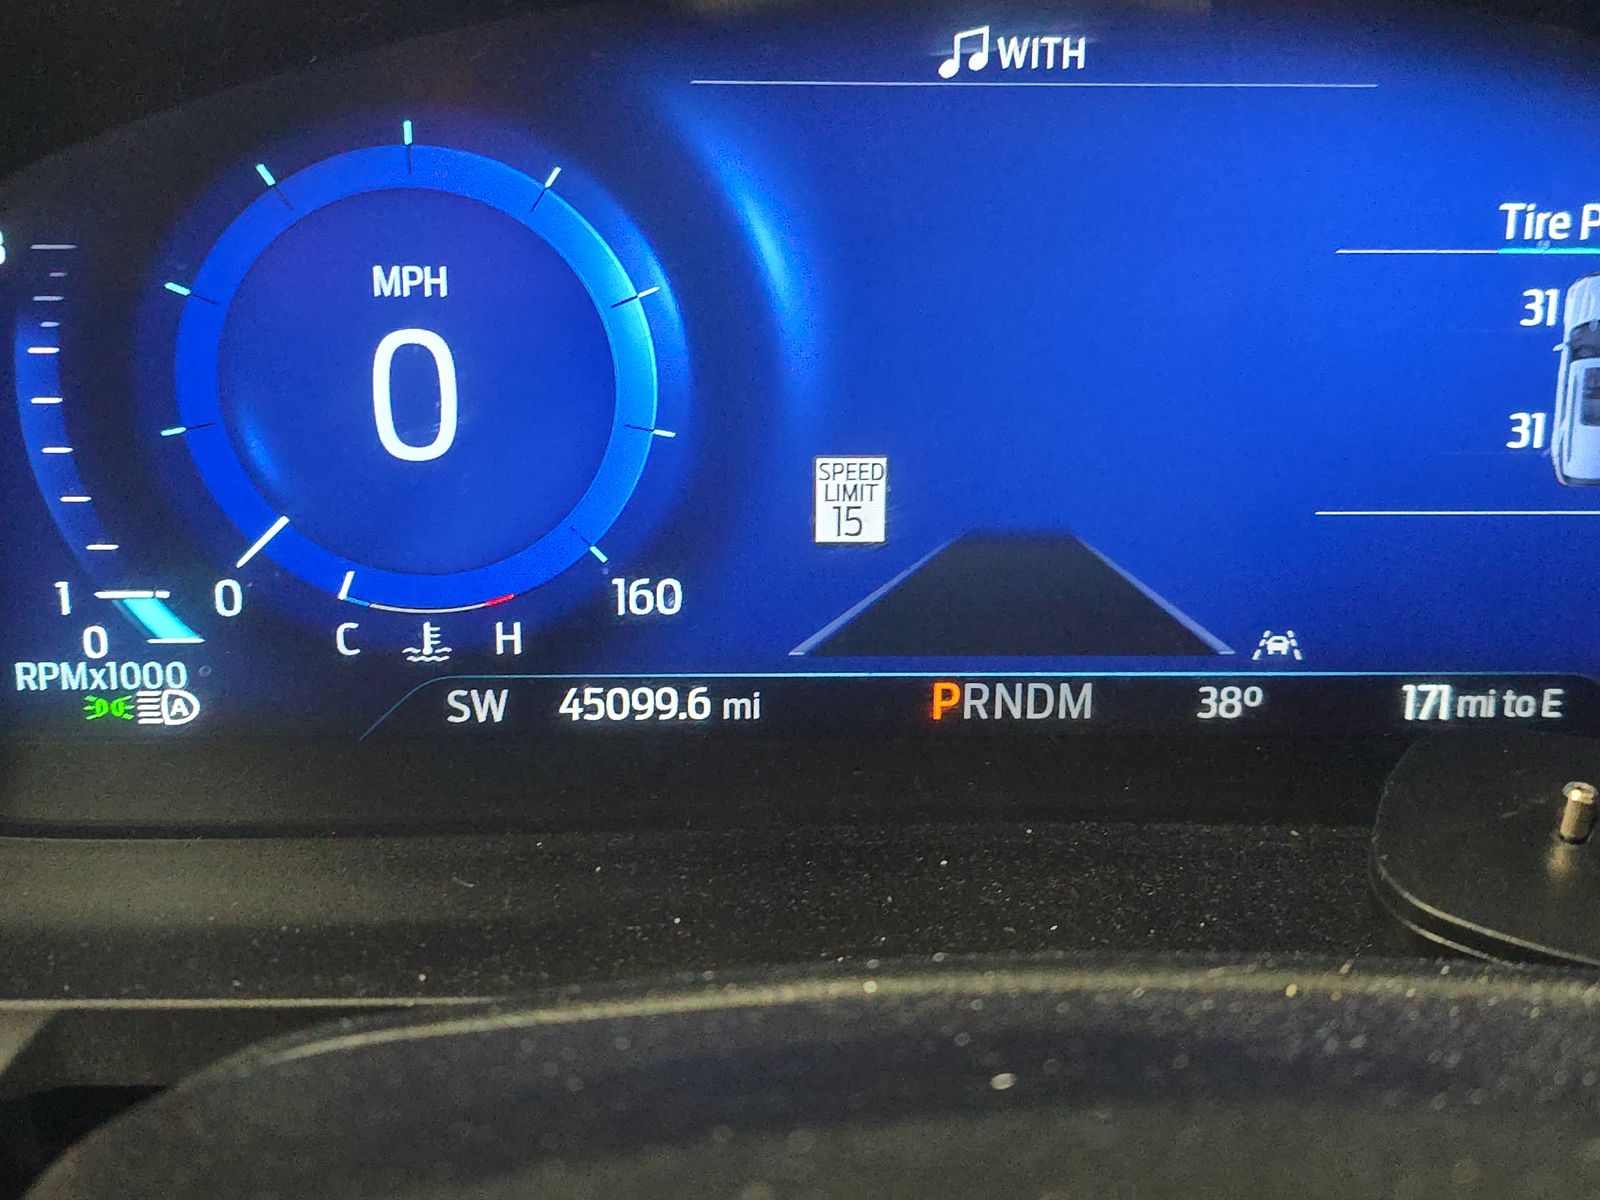 WITH
MPH
0
Tire P
31
31
SPEED
LIMIT
15
1
0
0
160
C
H
RPMx1000
A
SW 45099.6 mi PRNDM 38º 171 mi to E